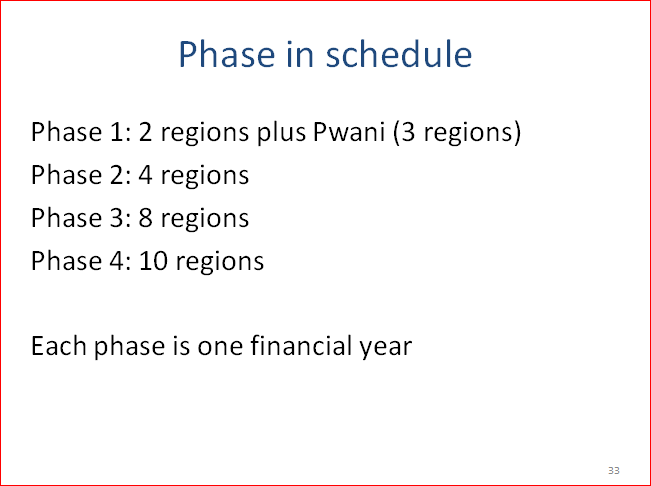 Phase in schedule
Phase 1: 2 regions plus Pwani (3 regions)
Phase 2: 4 regions
Phase 3: 8 regions
Phase 4: 10 regions
Each phase is one financial year
33